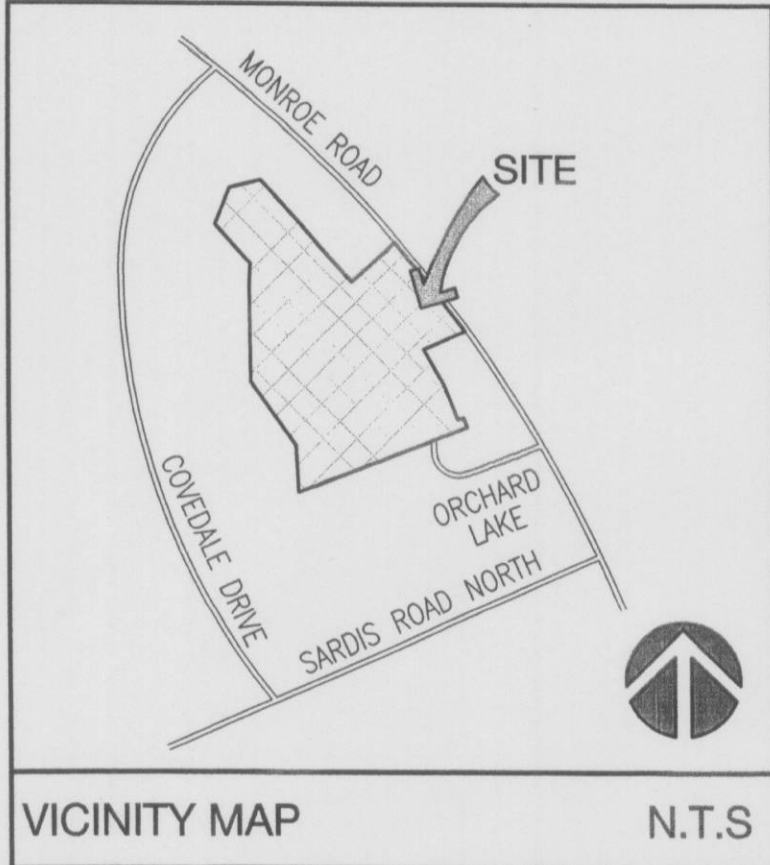 MONROE ROAD
SITE
COVEDALE DRIVE
ORCHARD
LAKE
SARDIS ROAD NORTH
VICINITY MAP
N.T.S